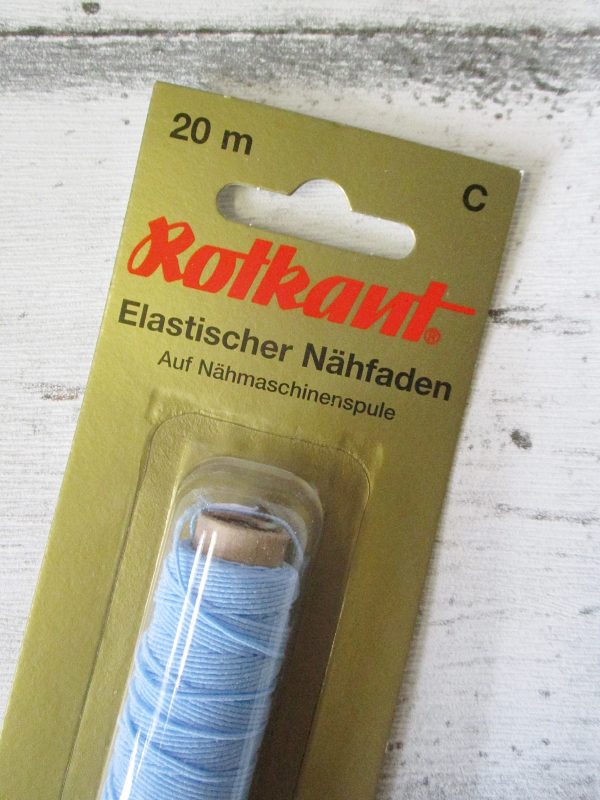 20 m
C
Rotkant®
Elastischer Nähfaden
Auf Nähmaschinenspule